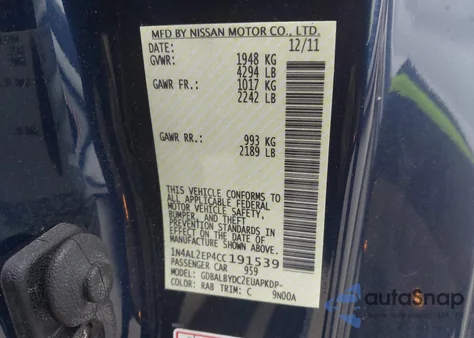 MFD BY NISSAN MOTOR CO., LTD.
DATE: 12/11
GVWR: 1948 KG
4294 LB
GAWR FR.: 1017 KG
2242 LB
GAWR RR.: 993 KG
2189 LB
THIS VEHICLE CONFORMS TO
ALL APPLICABLE FEDERAL
MOTOR VEHICLE SAFETY,
BUMPER, AND THEFT
PREVENTION STANDARDS IN
EFFECT ON THE DATE OF
MANUFACTURE SHOWN ABOVE.
1N4AL2EP4CC191539
PASSENGER CAR 959
MODEL: GDBALBYDCZEUAPKDP-
COLOR: RAB TRIM: C 9N00A
autosnap